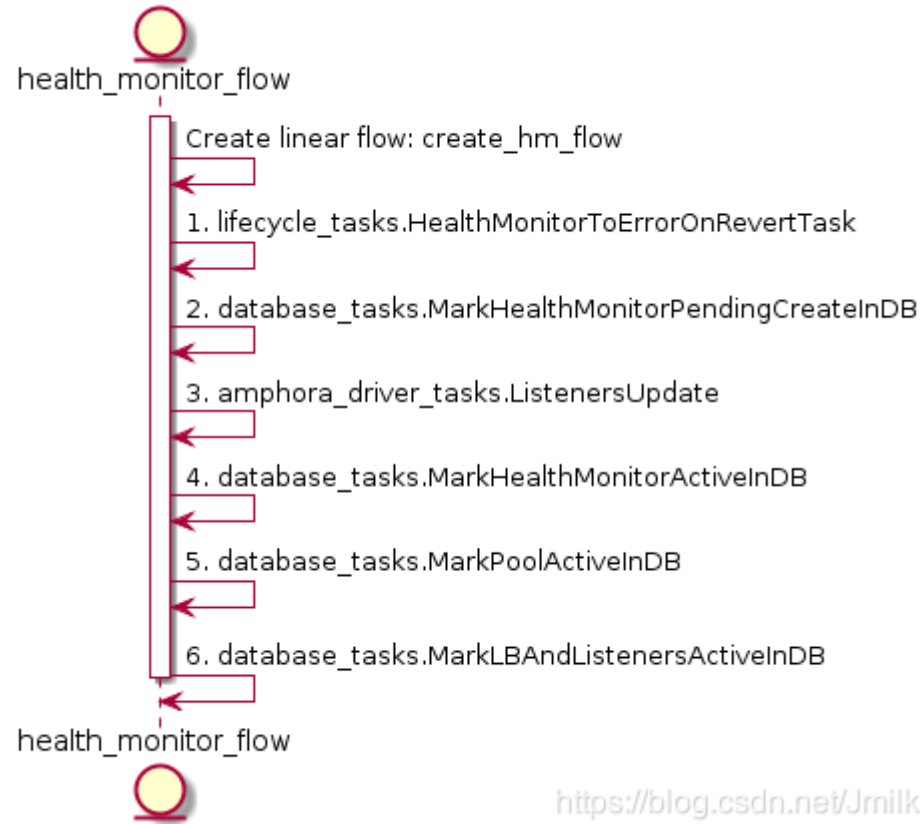 health_monitor_flow
Create linear flow: create_hm_flow
1. lifecycle_tasks.HealthMonitorToErrorOnRevertTask
2. database_tasks.MarkHealthMonitorPendingCreateInDB
3. amphora_driver_tasks.ListenersUpdate
4. database_tasks.MarkHealthMonitorActiveInDB
5. database_tasks.MarkPoolActiveInDB
6. database_tasks.MarkLBAndListenersActiveInDB
health_monitor_flow
https://blog.csdn.net/Jmilk